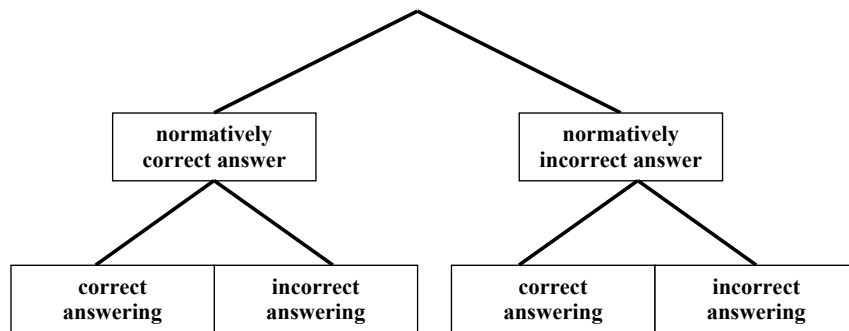 normatively
correct answer
normatively
incorrect answer
correct
answering
incorrect
answering
correct
answering
incorrect
answering